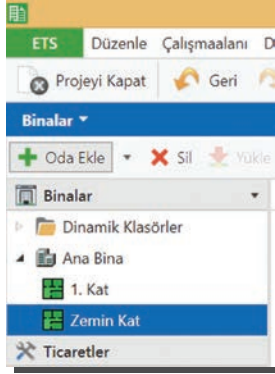 ETS Düzenle Çalışmaalanı D
Projeyi Kapat Geri
Binalar
Oda Ekle Sil Yükle
Binalar
Dinamik Klasörler
Ana Bina
1. Kat
Zemin Kat
Ticaretler